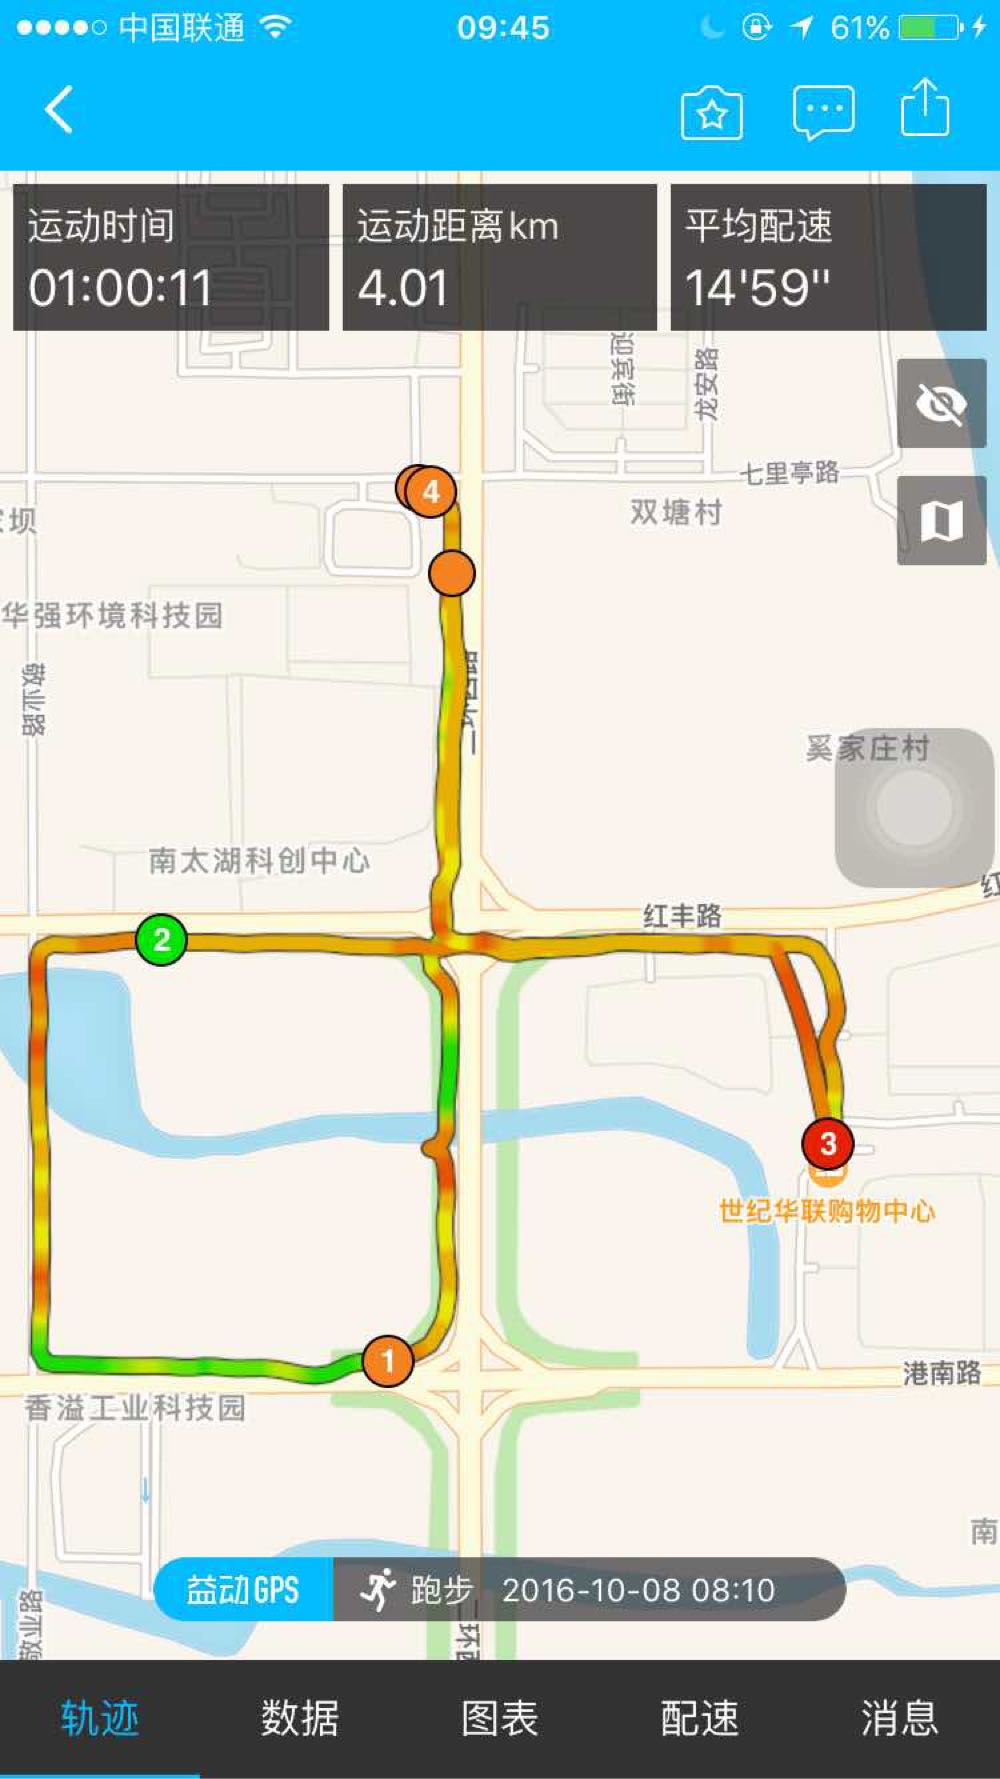 中国联通
09:45
61%
运动时间
01:00:11
运动距离km
4.01
平均配速
14'59''
迎宾街
龙安路
七里亭路
双塘村
4
坝
华强环境科技园
敬业路
奚家庄村
南太湖科创中心
红
红丰路
2
3
世纪华联购物中心
1
港南路
香溢工业科技园
南
益动GPS
跑步
2016-10-08 08:10
敬业路
二环西
轨迹
数据
图表
配速
消息